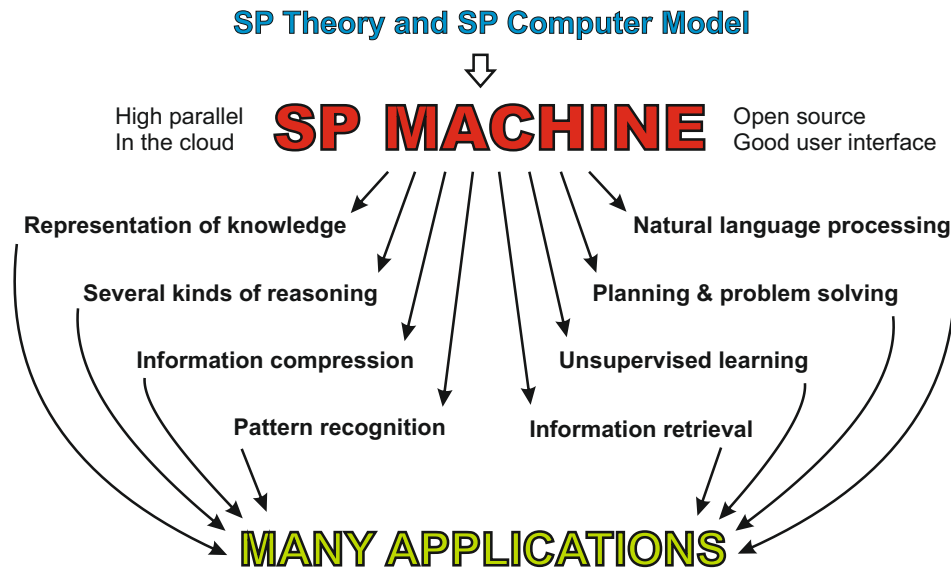 SP Theory and SP Computer Model
High parallel
In the cloud
SP MACHINE
Open source
Good user interface
Representation of knowledge
Natural language processing
Several kinds of reasoning
Planning & problem solving
Information compression
Unsupervised learning
Pattern recognition
Information retrieval
MANY APPLICATIONS